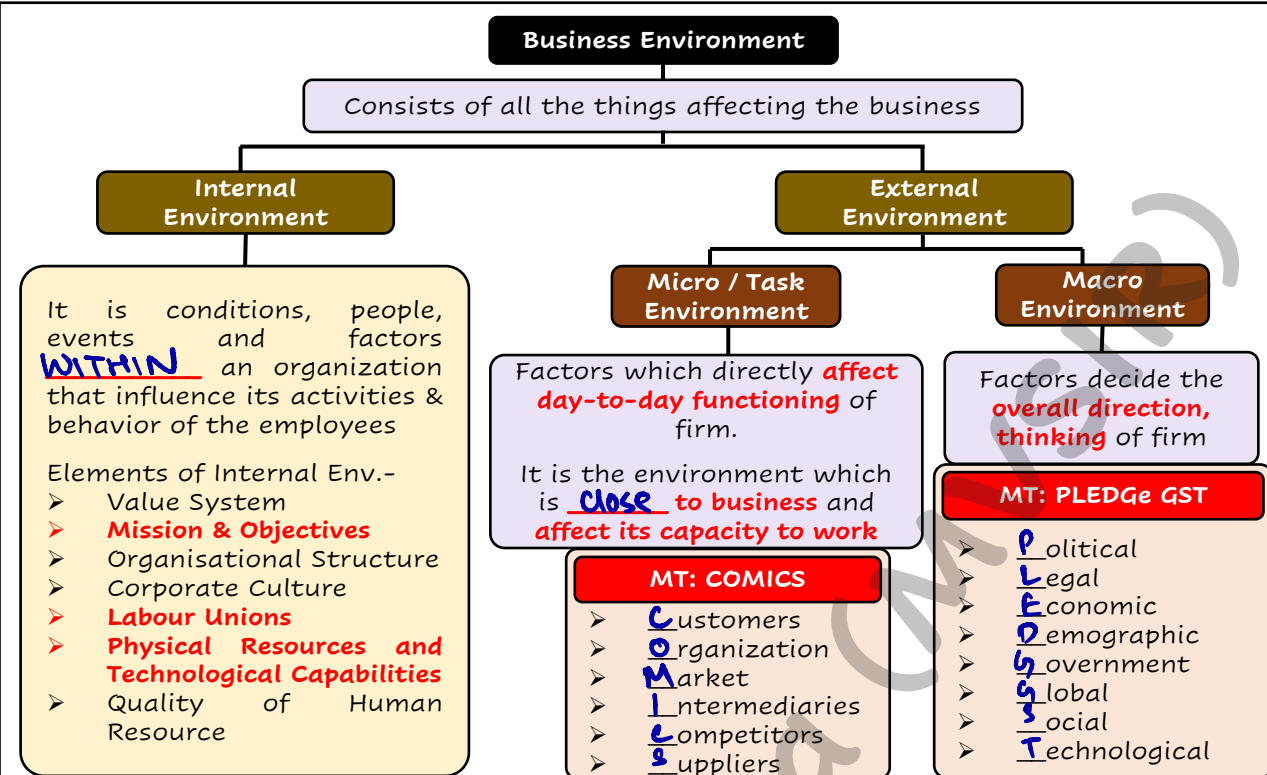 Business Environment
Consists of all the things affecting the business
Internal
Environment
It is conditions, people,
events and factors
WITHIN an organization
that influence its activities &
behavior of the employees
Elements of Internal Env.-
➢ Value System
➢ Mission & Objectives
➢ Organisational Structure
➢ Corporate Culture
➢ Labour Unions
➢ Physical Resources and
Technological Capabilities
➢ Quality of Human
Resource
External
Environment
Micro / Task
Environment
Factors which directly affect
day-to-day functioning of
firm.
It is the environment which
is Close to business and
affect its capacity to work
MT: COMICS
➢ Customers
➢ Organization
➢ Market
➢ Intermediaries
➢ Competitors
➢ Suppliers
Macro
Environment
Factors decide the
overall direction,
thinking of firm
MT: PLEDGe GST
➢ Political
➢ Legal
➢ Economic
➢ Demographic
➢ Government
➢ Global
➢ Social
➢ Technological
(MVSIR)